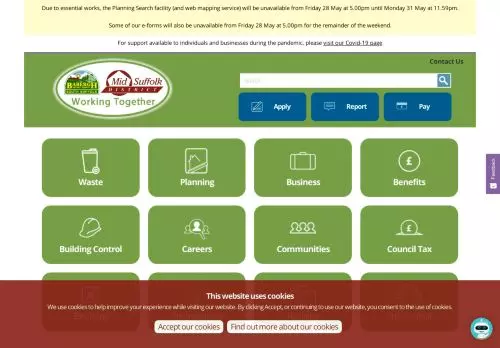 Due to essential works, the Planning Search facility (and web mapping service) will be unavailable from Friday 28 May at 5.00pm until Monday 31 May at 11.59pm.
Some of our e-forms will also be unavailable from Friday 28 May at 5.00pm for the remainder of the weekend.
For support available to individuals and businesses during the pandemic, please visit our Covid-19 page
Contact Us
BABERGH
Mid Suffolk
DISTRICT
Working Together
Apply
Report
Pay
Waste
Planning
Business
Benefits
Feedback
Building Control
Careers
Communities
Council Tax
This website uses cookies
We use cookies to help improve your experience while visiting our website. By clicking Accept, or continuing to use our website, you consent to the use of cookies.
Accept our cookies
Find out more about our cookies